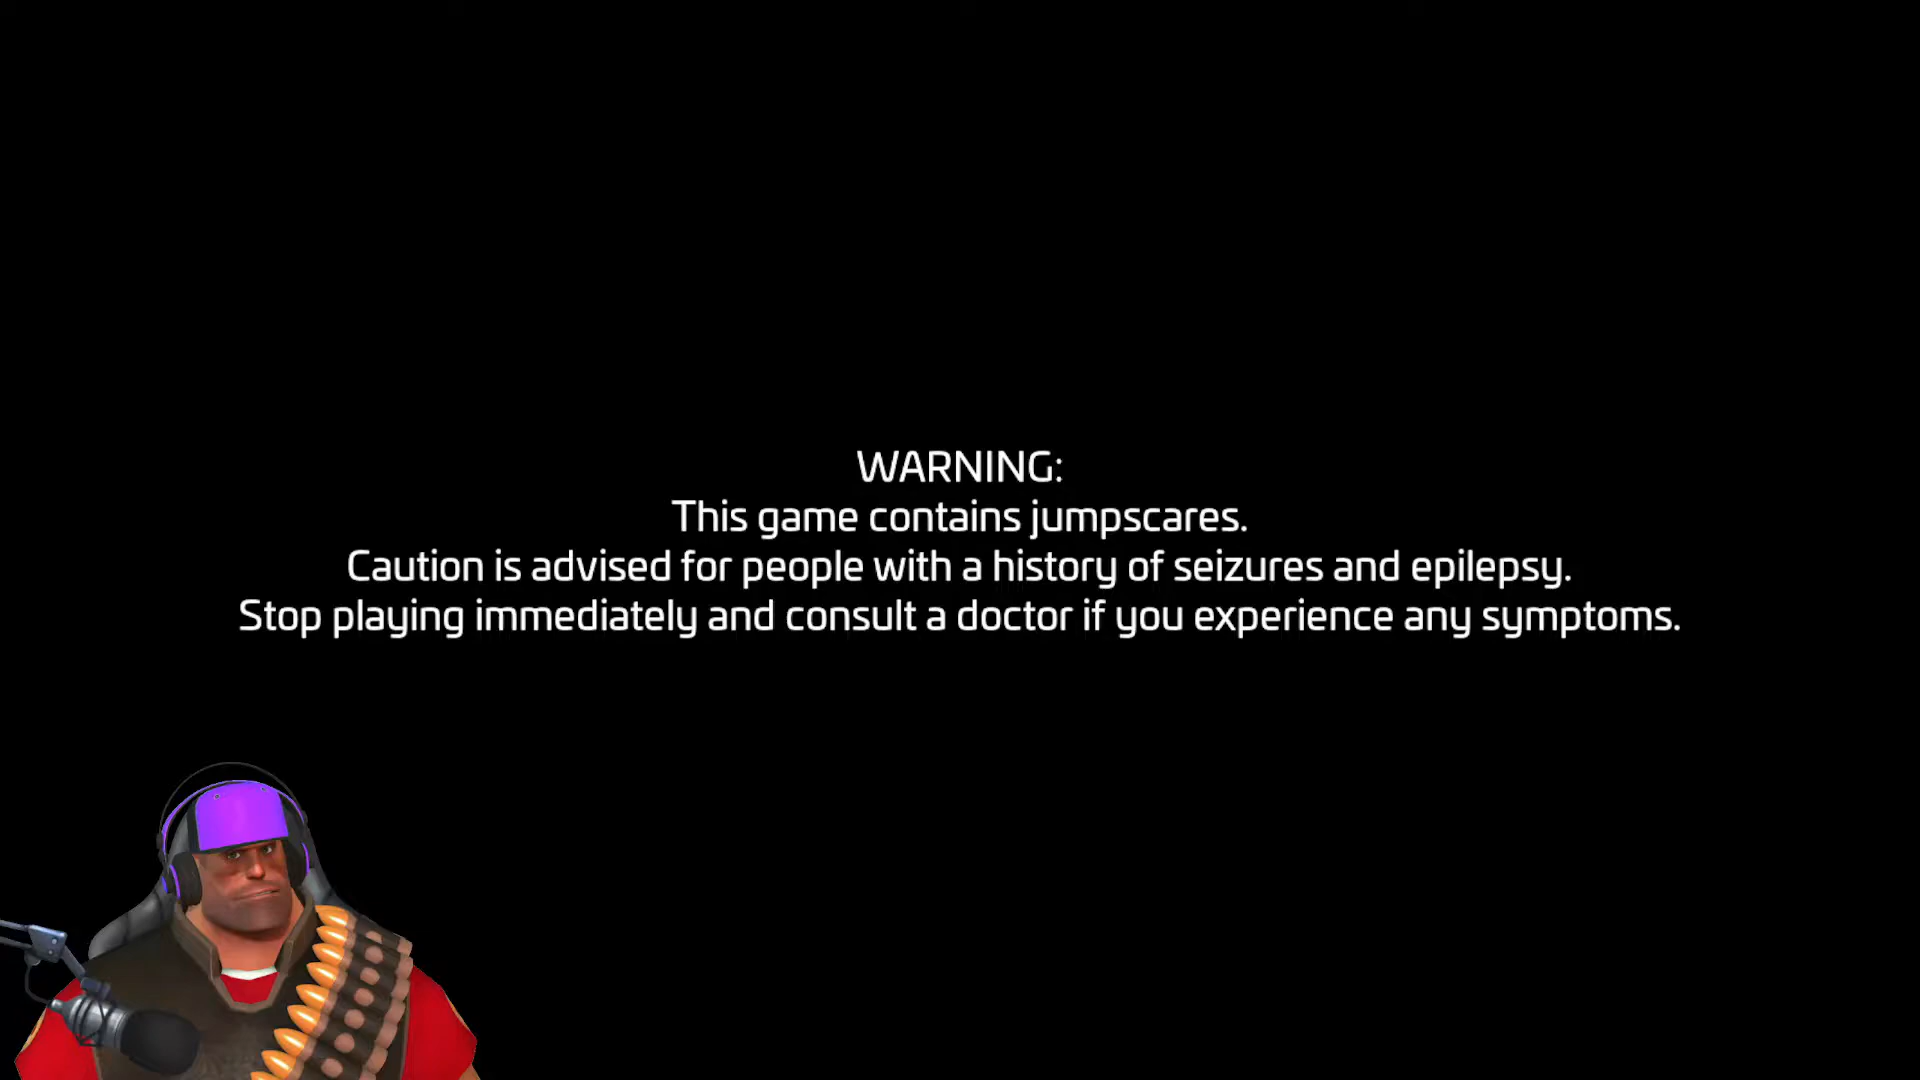 WARNING:
This game contains jumpscares.
Caution is advised for people with a history of seizures and epilepsy.
Stop playing immediately and consult a doctor if you experience any symptoms.